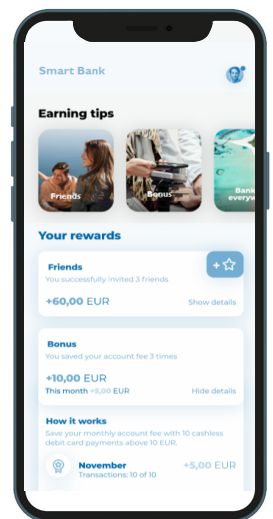 Smart Bank
Earning tips
Friends
Bonus
Bank
everyw
Your rewards
Friends
+
You successfully invited 3 friends
+60,00 EUR
Show details
Bonus
You saved your account fee 3 times
+10,00 EUR
This month +5,00 EUR
Hide details
How it works
Save your monthly account fee with 10 cashless
debit card payments above 10 EUR.
November
+5,00 EUR
Transactions: 10 of 10